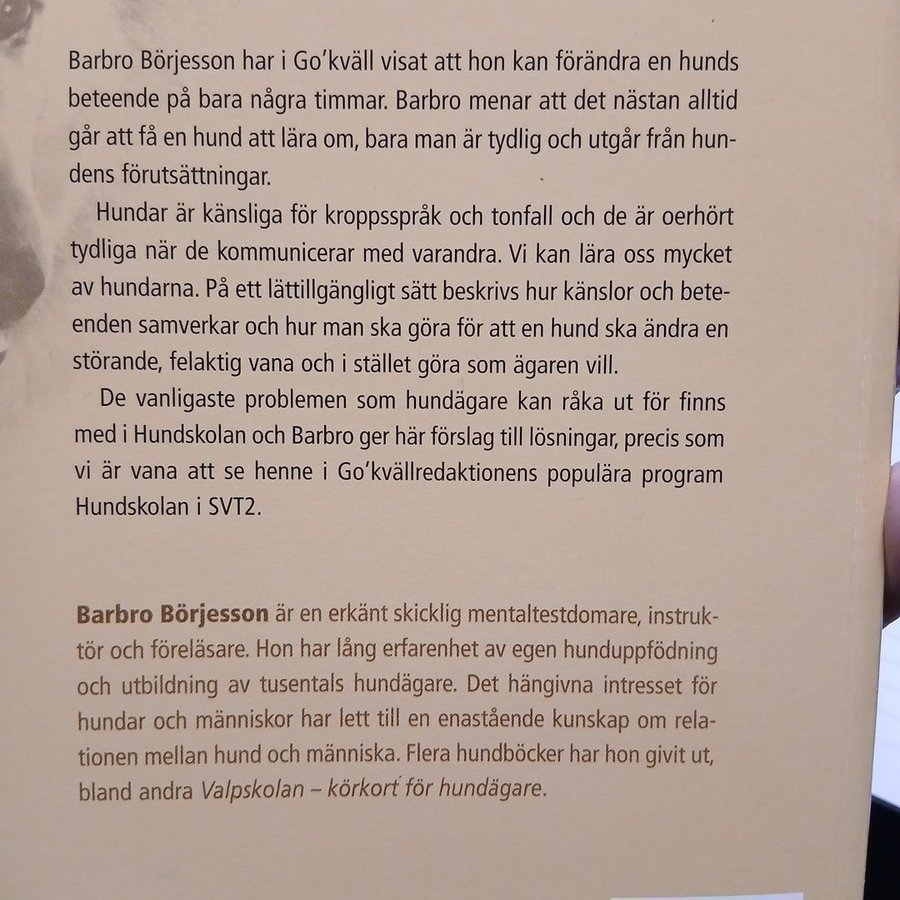 Barbro Börjesson har i Go’kväll visat att hon kan förändra en hunds
beteende på bara några timmar. Barbro menar att det nästan alltid
går att få en hund att lära om, bara man är tydlig och utgår från hun-
dens förutsättningar.
Hundar är känsliga för kroppsspråk och tonfall och de är oerhört
tydliga när de kommunicerar med varandra. Vi kan lära oss mycket
av hundarna. På ett lättillgängligt sätt beskrivs hur känslor och bete-
enden samverkar och hur man ska göra för att en hund ska ändra en
störande, felaktig vana och i stället göra som ägaren vill.
De vanligaste problemen som hundägare kan råka ut för finns
med i Hundskolan och Barbro ger här förslag till lösningar, precis som
vi är vana att se henne i Go’kvällredaktionens populära program
Hundskolan i SVT2.
Barbro Börjesson är en erkänt skicklig mentaltestdomare, instruk-
tör och föreläsare. Hon har lång erfarenhet av egen hunduppfödning
och utbildning av tusentals hundägare. Det hängivna intresset för
hundar och människor har lett till en enastående kunskap om rela-
tionen mellan hund och människa. Flera hundböcker har hon givit ut,
bland andra Valpskolan – körkort för hundägare.